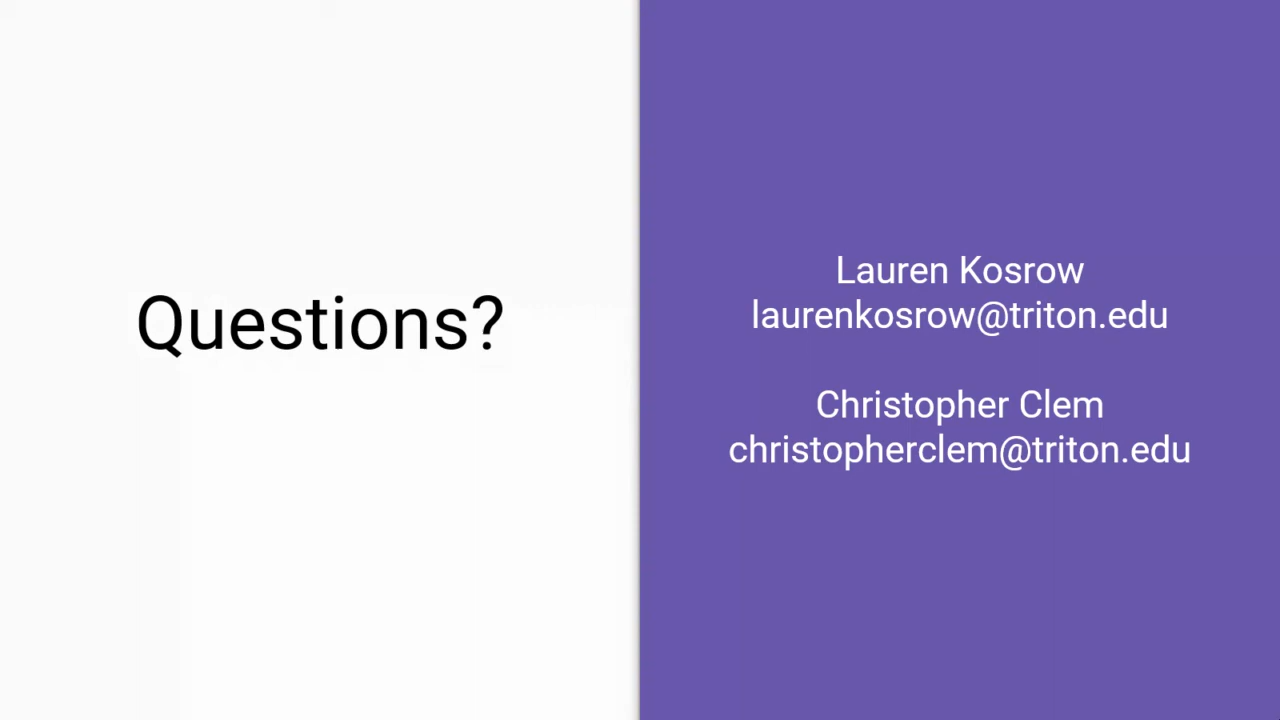 Questions?
Lauren Kosrow
laurenkosrow@triton.edu
Christopher Clem
christopherclem@triton.edu